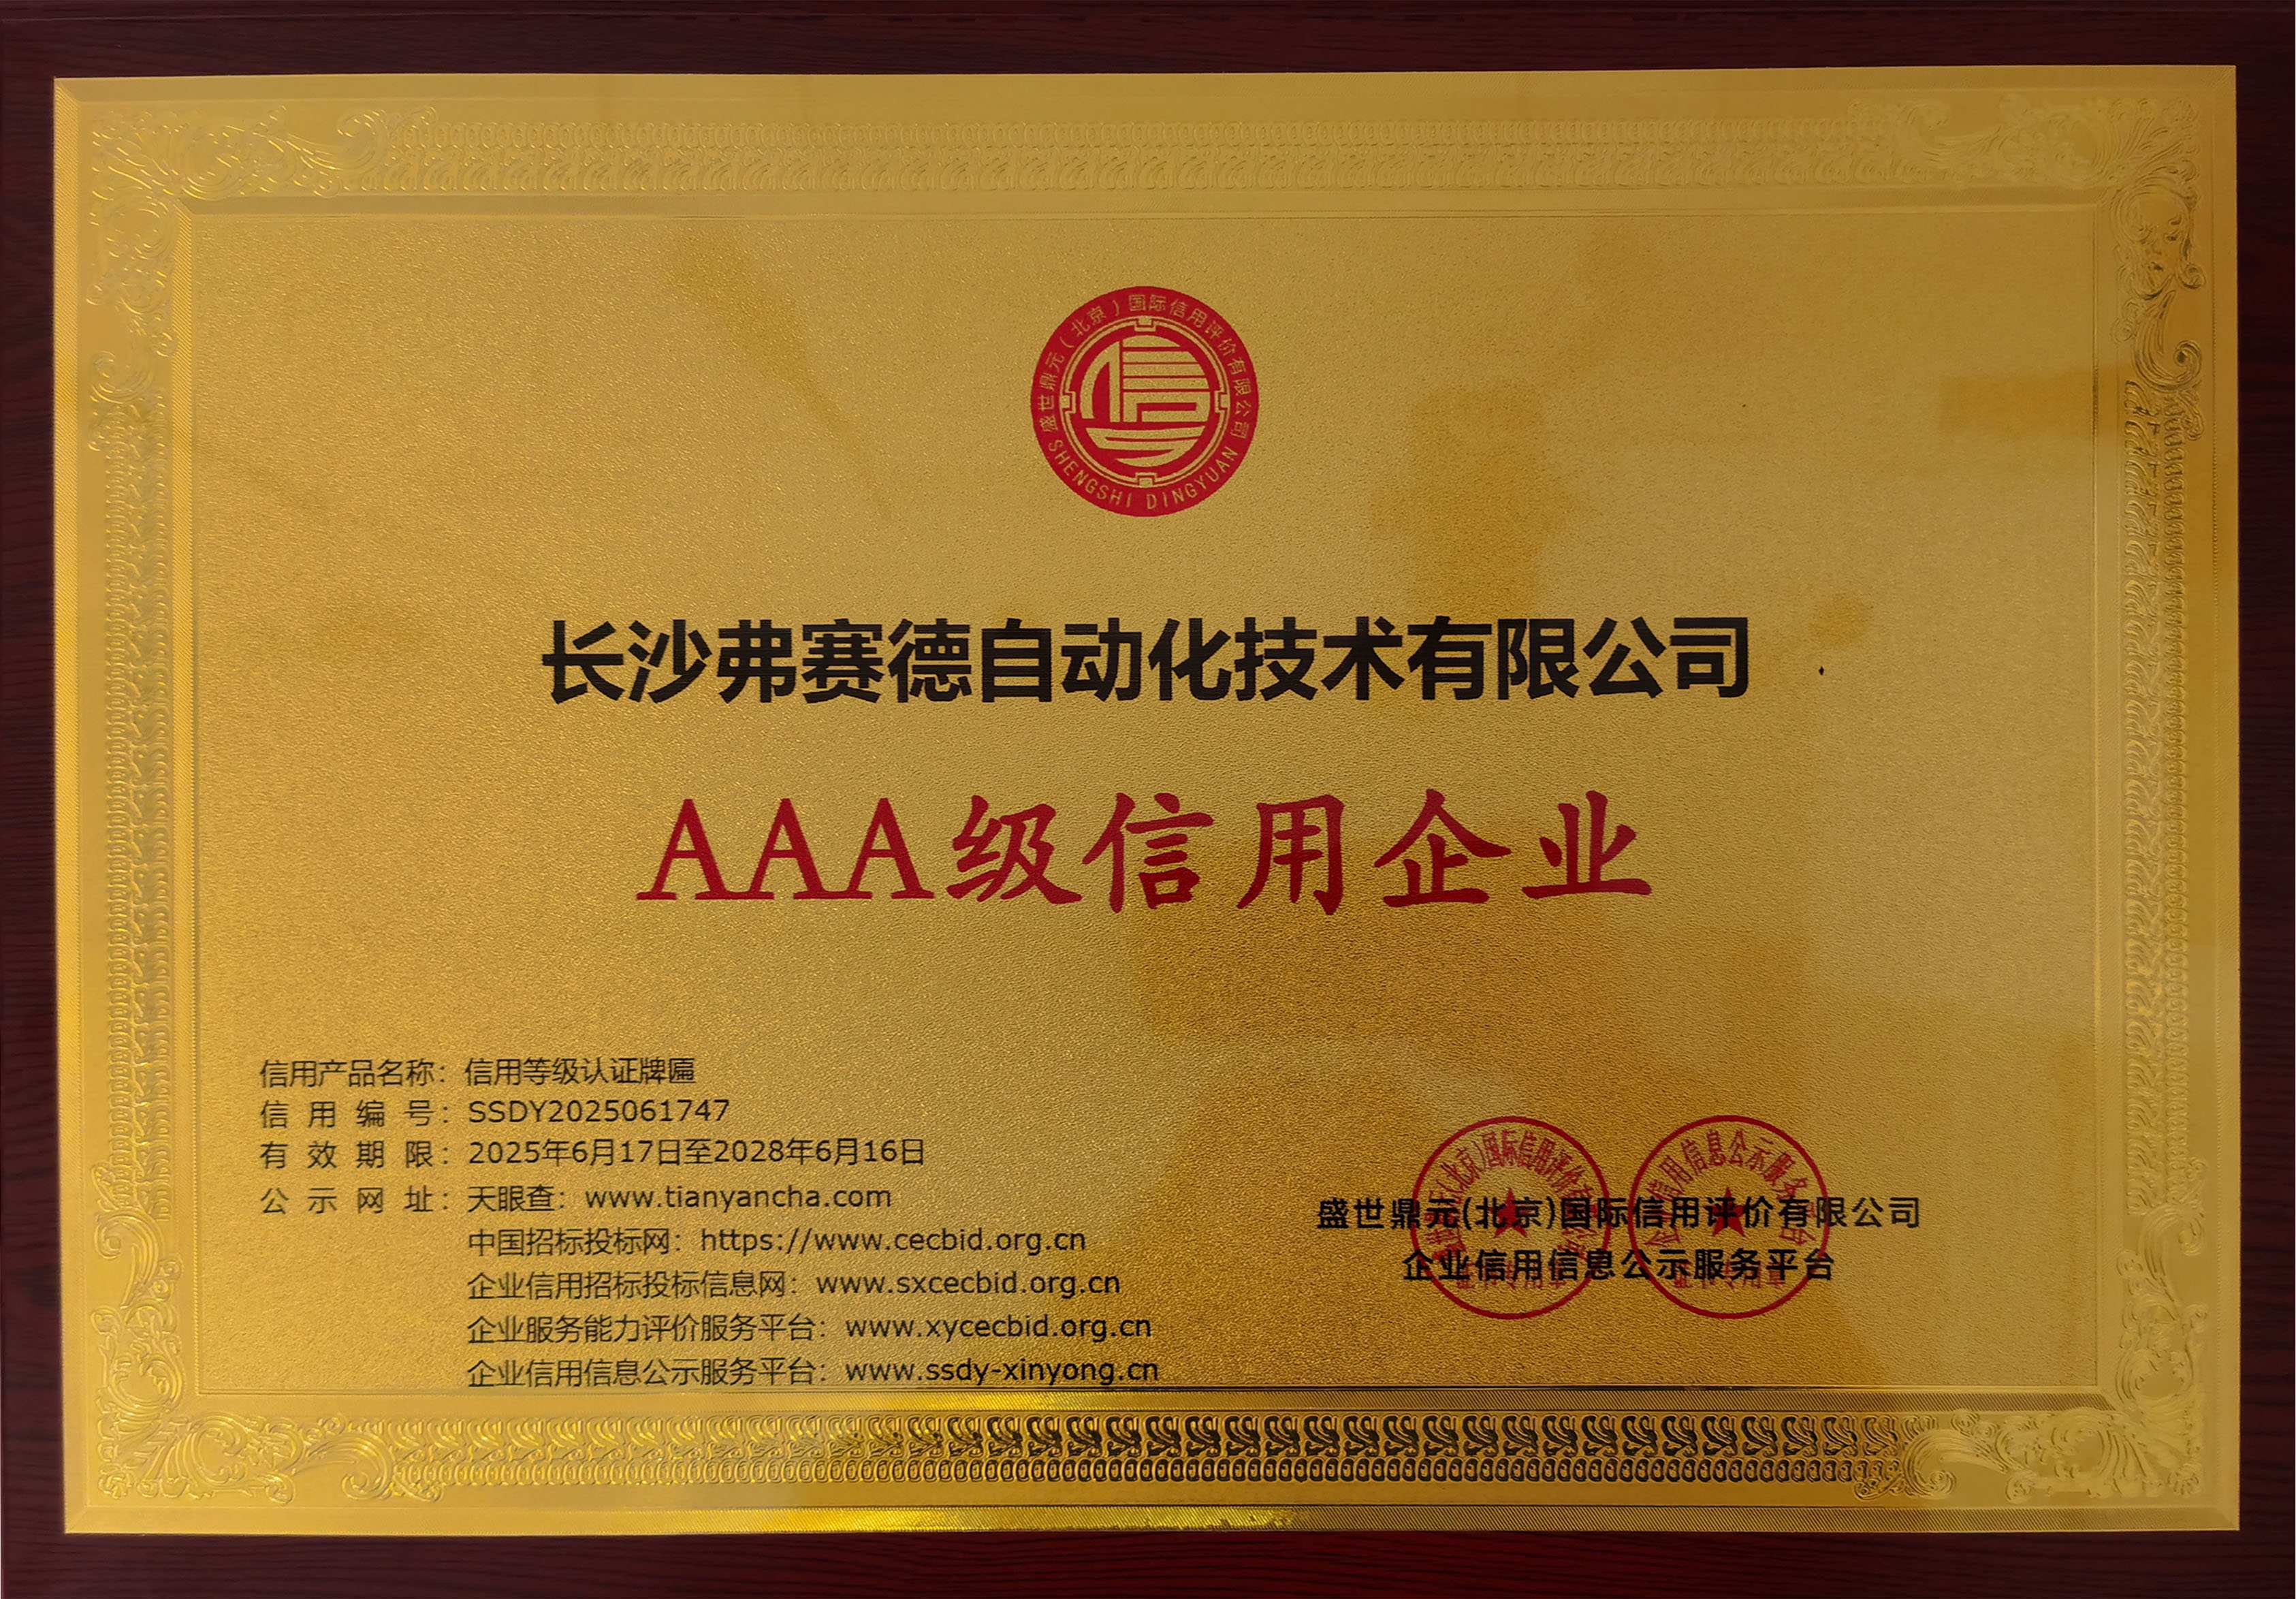 盛世鼎元（北京）国际信用评价有限公司
SHENGSHI DINGYUAN
信
长沙弗赛德自动化技术有限公司
AAA级信用企业
信用产品名称：信用等级认证牌匾
信用编号：SSDY2025061747
有效期限：2025年6月17日至2028年6月16日
公示网址：天眼查：www.tianyancha.com
中国招标投标网：https://www.cecbid.org.cn
企业信用招标投标信息网：www.sxcecbid.org.cn
企业服务能力评价服务平台：www.xycecbid.org.cn
企业信用信息公示服务平台：www.ssdy-xinyong.cn
盛世鼎元(北京)国际信用评价有限公司
企业信用信息公示服务平台